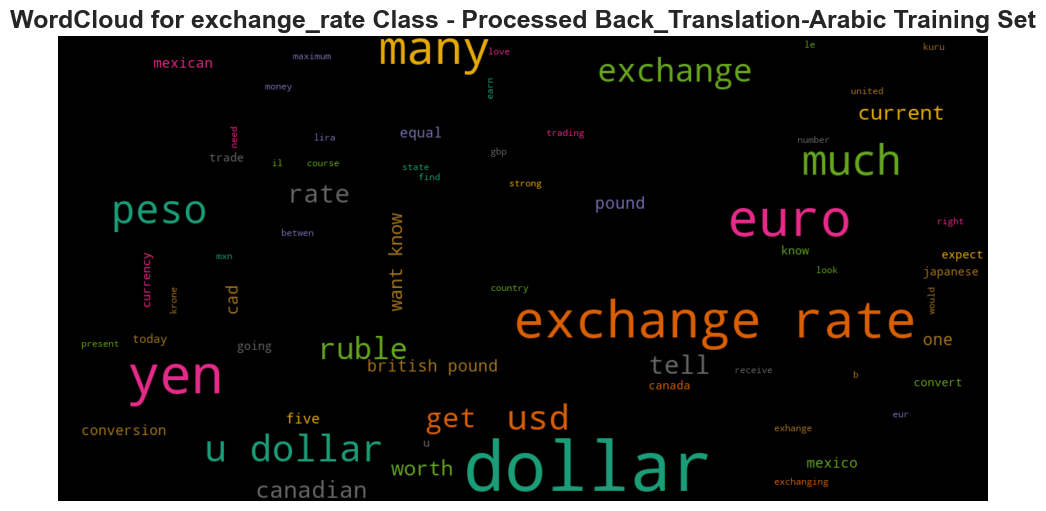 WordCloud for exchange_rate Class - Processed Back_Translation-Arabic Training Set
many
love
le
kuru
maximum
mexican
exchange
money
earn
united
current
need
lira
equal
trading
number
gbp
much
trade
il
course
state
find
strong
rate
peso
pound
euro
right
betwen
want know
know
expect
mxn
currency
look
japanese
krone
cad
country
would
exchange rate
present
today
going
ruble
one
british pound
tell
receive
b
yen
canada
convert
eur
five
get
usd
conversion
exhange
u dollar
u
dollar
worth
mexico
canadian
exchanging